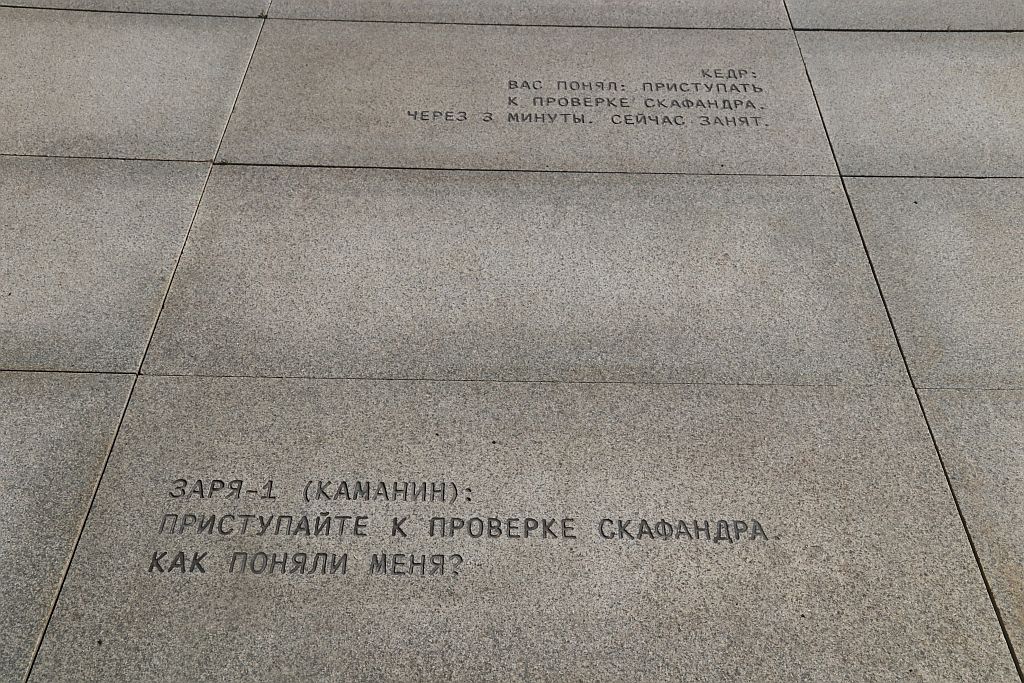 КЕДР:
ВАС ПОНЯЛ: ПРИСТУПАТЬ
К ПРОВЕРКЕ СКАФАНДРА.
ЧЕРЕЗ 3 МИНУТЫ. СЕЙЧАС ЗАНЯТ.
ЗАРЯ-1 (КАМАНИН):
ПРИСТУПАЙТЕ К ПРОВЕРКЕ СКАФАНДРА.
КАК ПОНЯЛИ МЕНЯ?